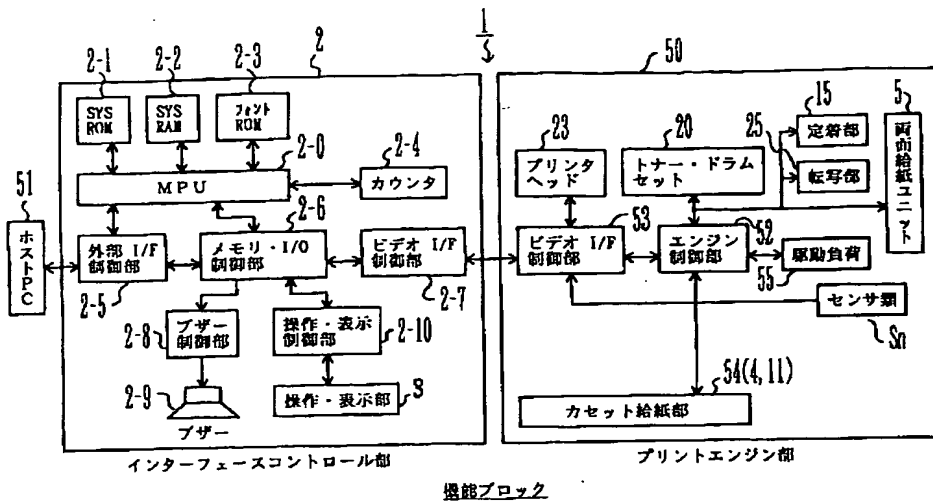 1
2
50
2-1
2-2
2-3
SYS
ROM
SYS
RAM
フォント
ROM
2-0
MPU
2-4
カウンタ
51
ホストPC
外部 I/F
制御部
2-5
メモリ・I/O
制御部
2-6
ビデオ I/F
制御部
2-7
2-8
ブザー
制御部
操作・表示
制御部
2-10
2-9
ブザー
操作・表示部
3
インターフェースコントロール部
23
プリンタ
ヘッド
20
トナー・ドラム
セット
15
定着部
25
転写部
5
両面給紙ユニット
53
ビデオ I/F
制御部
52
エンジン
制御部
55
駆動負荷
センサ類
Sn
54(4,11)
カセット給紙部
プリントエンジン部
機能ブロック